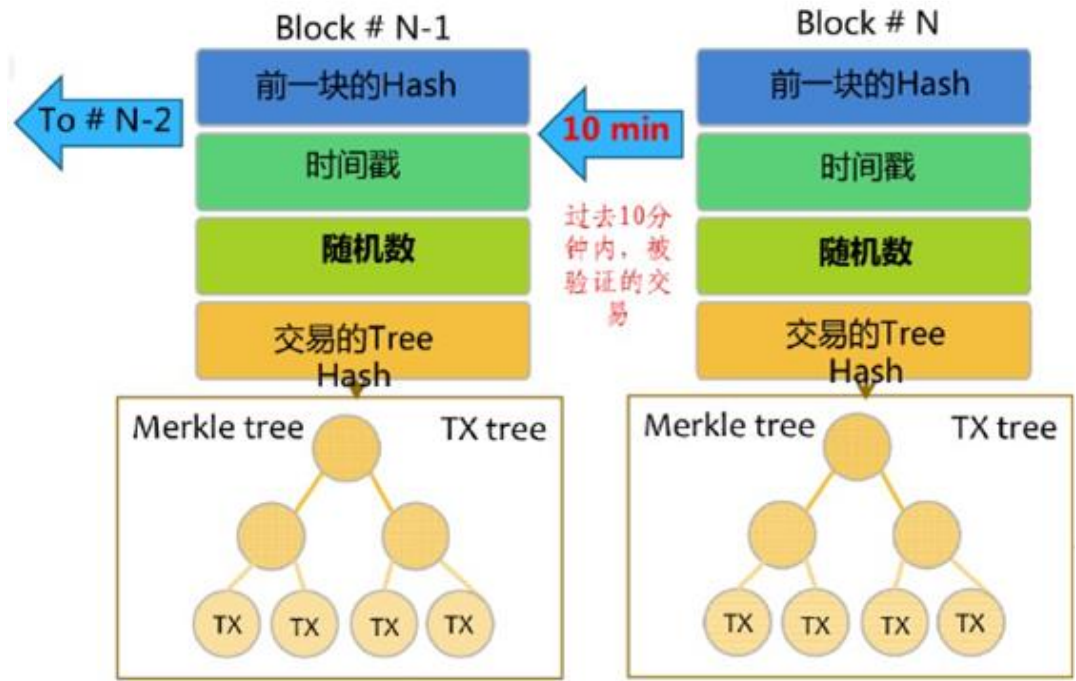 Block # N-1
前一块的Hash
时间戳
随机数
交易的Tree
Hash
To # N-2
10 min
过去10分
钟内，被
验证的交
易
Block # N
前一块的Hash
时间戳
随机数
交易的Tree
Hash
Merkle tree
TX tree
TX
TX
TX
TX
Merkle tree
TX tree
TX
TX
TX
TX